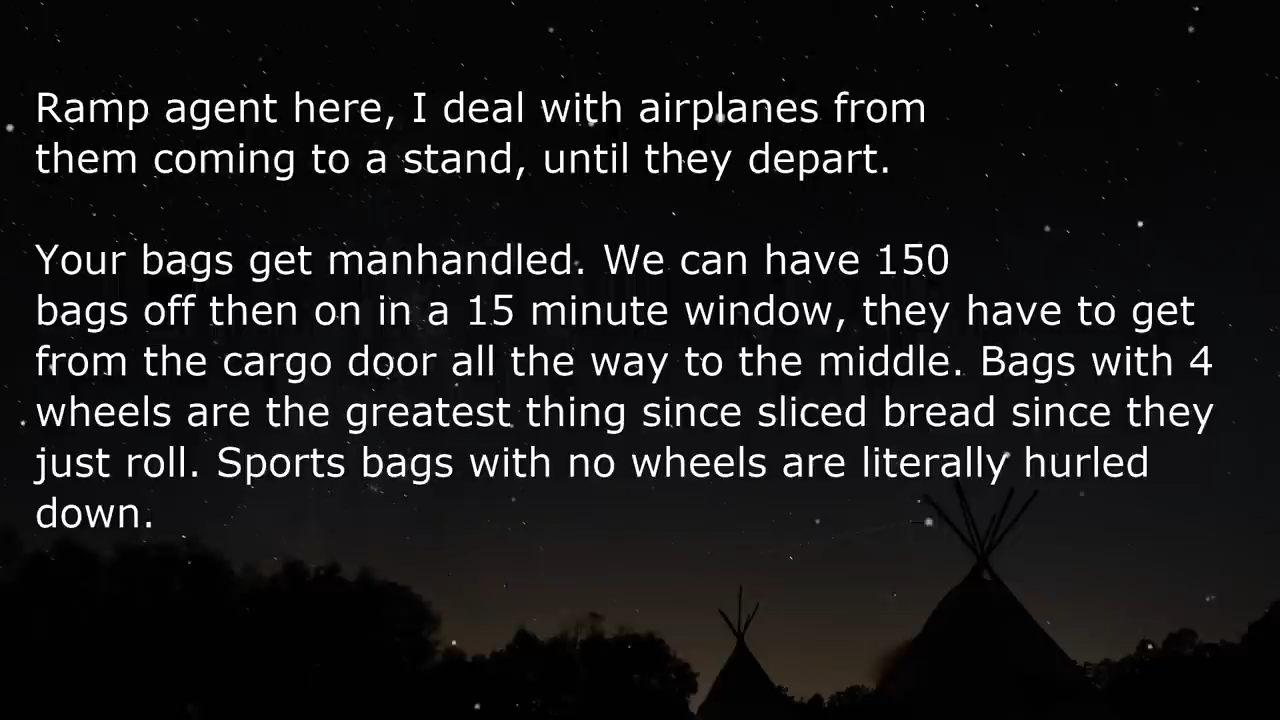 Ramp agent here, I deal with airplanes from
them coming to a stand, until they depart.
Your bags get manhandled. We can have 150
bags off then on in a 15 minute window, they have to get
from the cargo door all the way to the middle. Bags with 4
wheels are the greatest thing since sliced bread since they
just roll. Sports bags with no wheels are literally hurled
down.